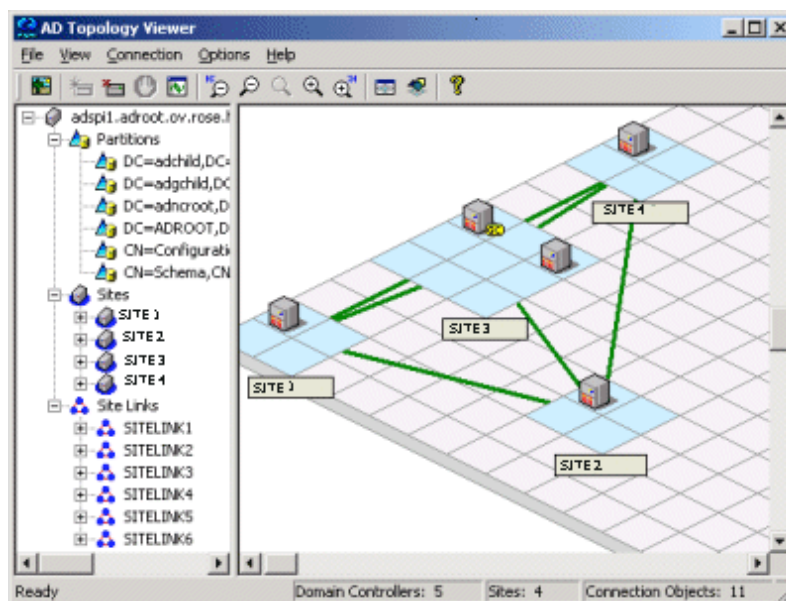 AD Topology Viewer
File View Connection Options Help
adspi1.adroot.ov.rose.
Partitions
DC=adchild,DC=
DC=adgchild,DC
DC=adncroot,D
DC=ADROOT,D
CN=Configurati
CN=Schema,CN
Sites
SITE 1
SITE 2
SITE 3
SITE 4
Site Links
SITELINK1
SITELINK2
SITELINK3
SITELINK4
SITELINK5
SITELINK6
SITE 4
SITE 3
SITE 1
SITE 2
Ready
Domain Controllers: 5
Sites: 4
Connection Objects: 11